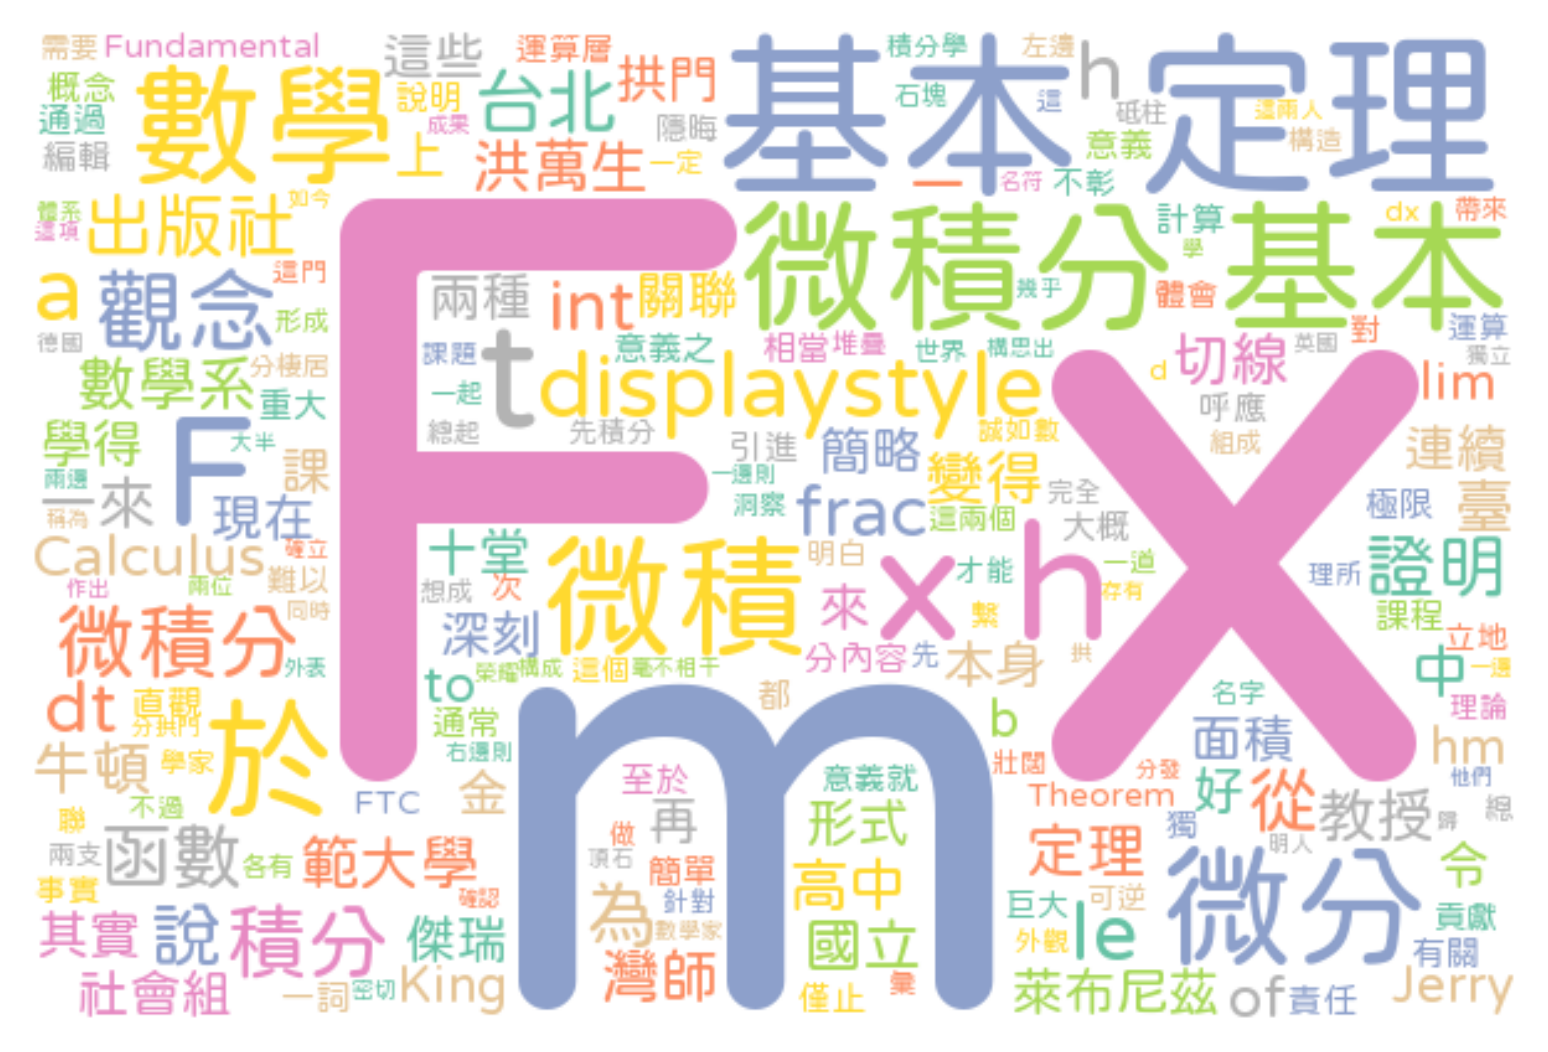 需要 Fundamental 這些 運算層 拱門 基本定理 積分學 左邊 h
概念 數學 說明 台北 石塊 這 砥柱 這兩人
通過 成果 隱晦 意義 構造
編輯 上 洪萬生 一定 一 名符 不彰
體系 出版社 如今 微積分基本 計算 dx 帶來
這項 F 學
a 觀念 這門 兩種 int 關聯 幾乎 體會
德國 形成 課題 t 意義之 相當 堆疊 世界 構思出 切線 英國 對 運算
獨立
數學系 分棲居 一起 displaystyle X d lim
重大 呼應
學得 F 大半 總起 先積分 引進 簡略 誠如數 組成 連續
兩邊 課 一邊則 變得 完全
一來 現在 洞察 frac 這兩個 大概 極限 臺
稱為
Calculus 確立 十堂 微積 明白 x 才能 h 一道 理所 證明
作出 兩位 難以 想成 次 來 繫 存有 課程
微積分 同時 深刻 立地
外表 to 榮耀 構成 這個 毫不相干 分內容 先 本身 拱 中 一邊
dt 直觀 於 m 都 b 名字 理論
分拱門 通常
牛頓 學家 右邊則 至於 意義就 壯闊 面積 分發 hm
他們
不過 FTC 金 Theorem 好 從 教授 總
聯 函數 做 再 形式 獨 歸
兩支 各有 範大學 頂石 簡單 高中 定理 明人 微分 令
事實 確認 為 針對 巨大 可逆
其實 說 積分 傑瑞 數學家 國立 外觀 le 貢獻
有關
社會組 一詞 密切 King 灣師 僅止 彙 萊布尼茲 of 責任 Jerry